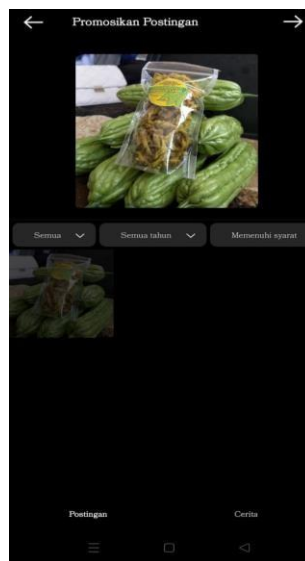 Promosikan Postingan
Semua
Semua tahun
Memenuhi syarat
Postingan
Cerita